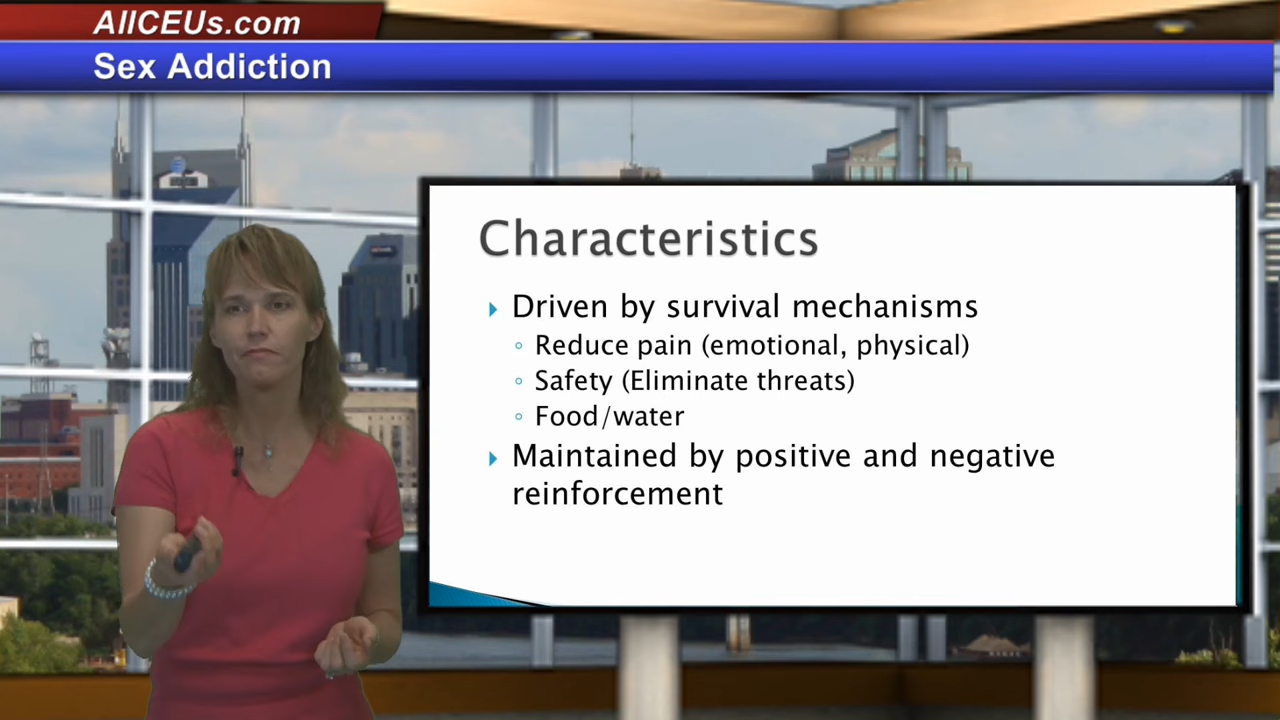 AllCEUs.com
Sex Addiction
Characteristics
Driven by survival mechanisms
Reduce pain (emotional, physical)
Safety (Eliminate threats)
Food/water
Maintained by positive and negative
reinforcement